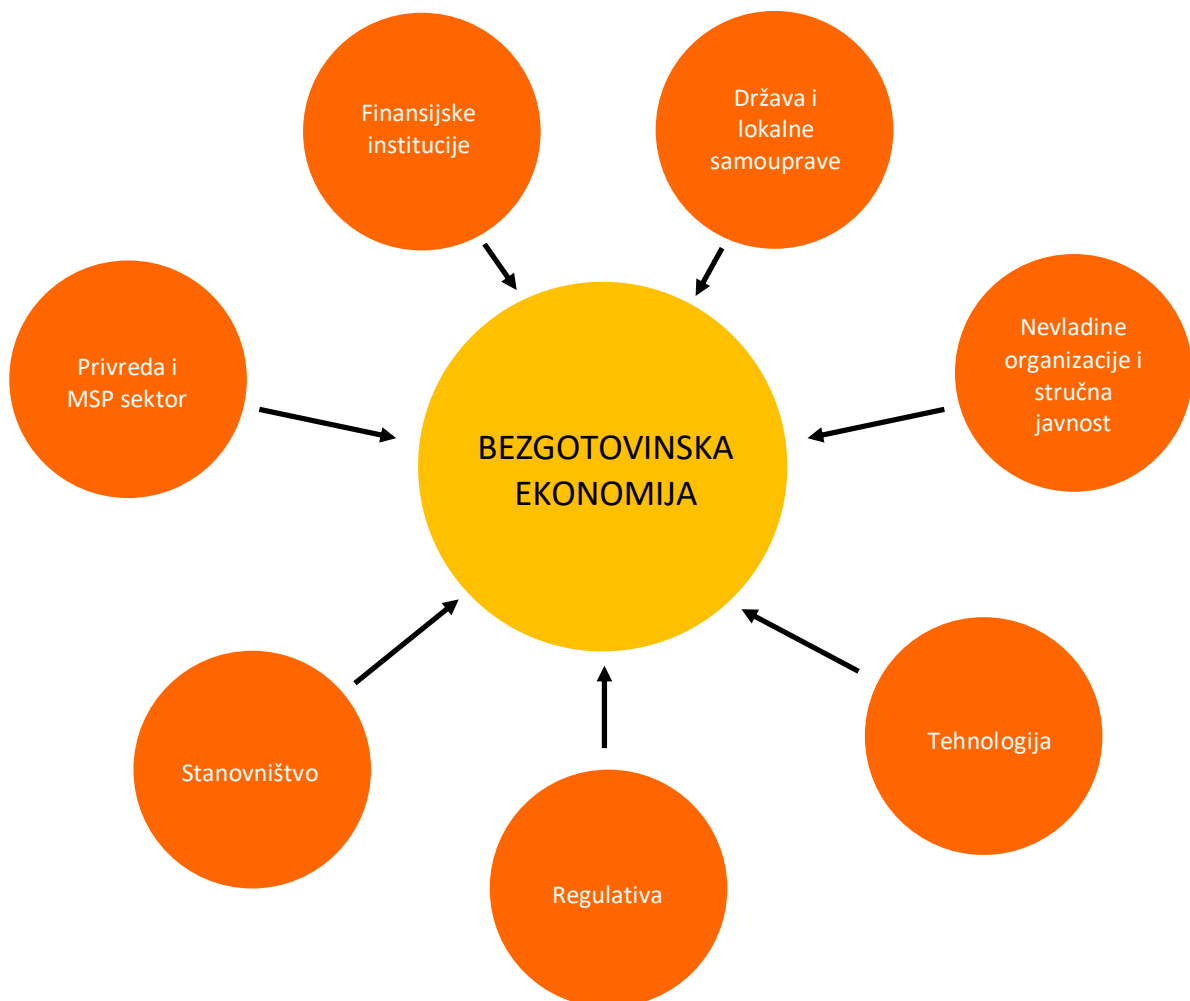 Finansijske
institucije
Država i
lokalne
samouprave
Privreda i
MSP sektor
Nevladine
organizacije i
stručna
javnost
BEZGOTOVINSKA
EKONOMIJA
Stanovništvo
Tehnologija
Regulativa